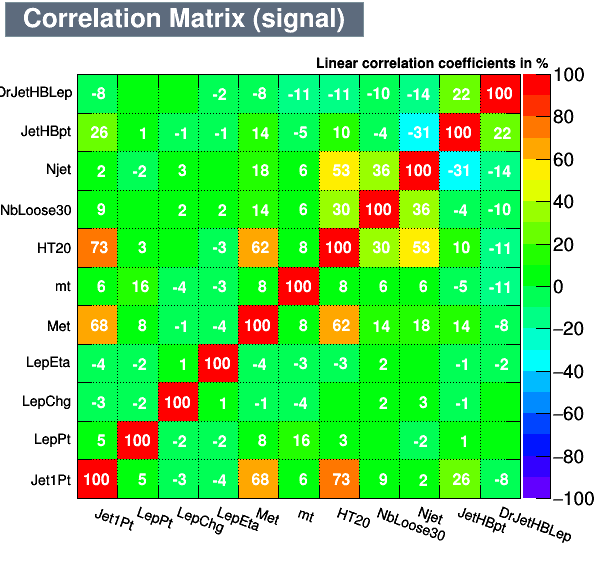 Correlation Matrix (signal)
Linear correlation coefficients in %
DrJetHBLep -8 -2 -8 -11 -11 -10 -14 22 100
JetHBpt 26 1 -1 -1 14 -5 10 -4 -31 100 22
Njet 2 -2 3 18 6 53 36 100 -31 -14
NbLoose30 9 2 2 14 6 30 100 36 -4 -10
HT20 73 3 -3 62 8 100 30 53 10 -11
mt 6 16 -4 -3 8 100 8 6 6 -5 -11
Met 68 8 -1 -4 100 8 62 14 18 14 -8
LepEta -4 -2 1 100 -4 -3 -3 2 -1 -2
LepChg -3 -2 100 1 -1 -4 2 3 -1
LepPt 5 100 -2 -2 8 16 3 -2 1
Jet1Pt 100 5 -3 -4 68 6 73 9 2 26 -8
Jet1Pt LepPt LepChg LepEta Met mt HT20 NbLoose30 Njet JetHBpt DrJetHBLep
100
80
60
40
20
0
−20
−40
−60
−80
−100